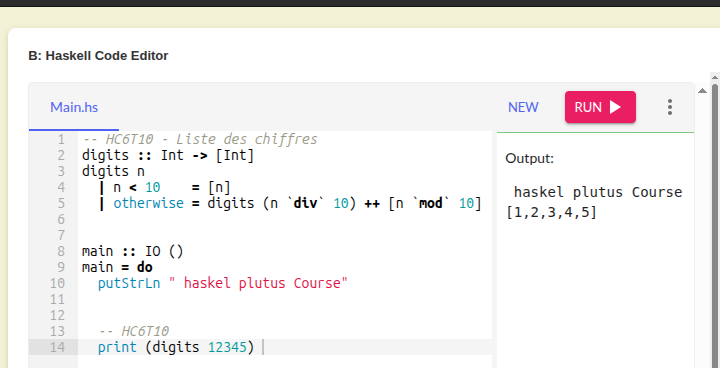 B: Haskell Code Editor
Main.hs
NEW
RUN
1 -- HC6T10 - Liste des chiffres
2 digits :: Int -> [Int]
3 digits n
4   | n < 10    = [n]
5   | otherwise = digits (n `div` 10) ++ [n `mod` 10]
6
7
8 main :: IO ()
9 main = do
10   putStrLn " haskel plutus Course"
11
12
13   -- HC6T10
14   print (digits 12345)
Output:
 haskel plutus Course
[1,2,3,4,5]